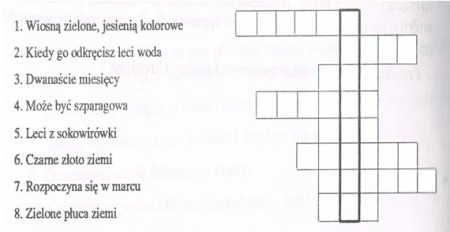 1. Wiosną zielone, jesienią kolorowe
2. Kiedy go odkręcisz leci woda
3. Dwanaście miesięcy
4. Może być szparagowa
5. Leci z sokowirówki
6. Czarne złoto ziemi
7. Rozpoczyna się w marcu
8. Zielone płuca ziemi